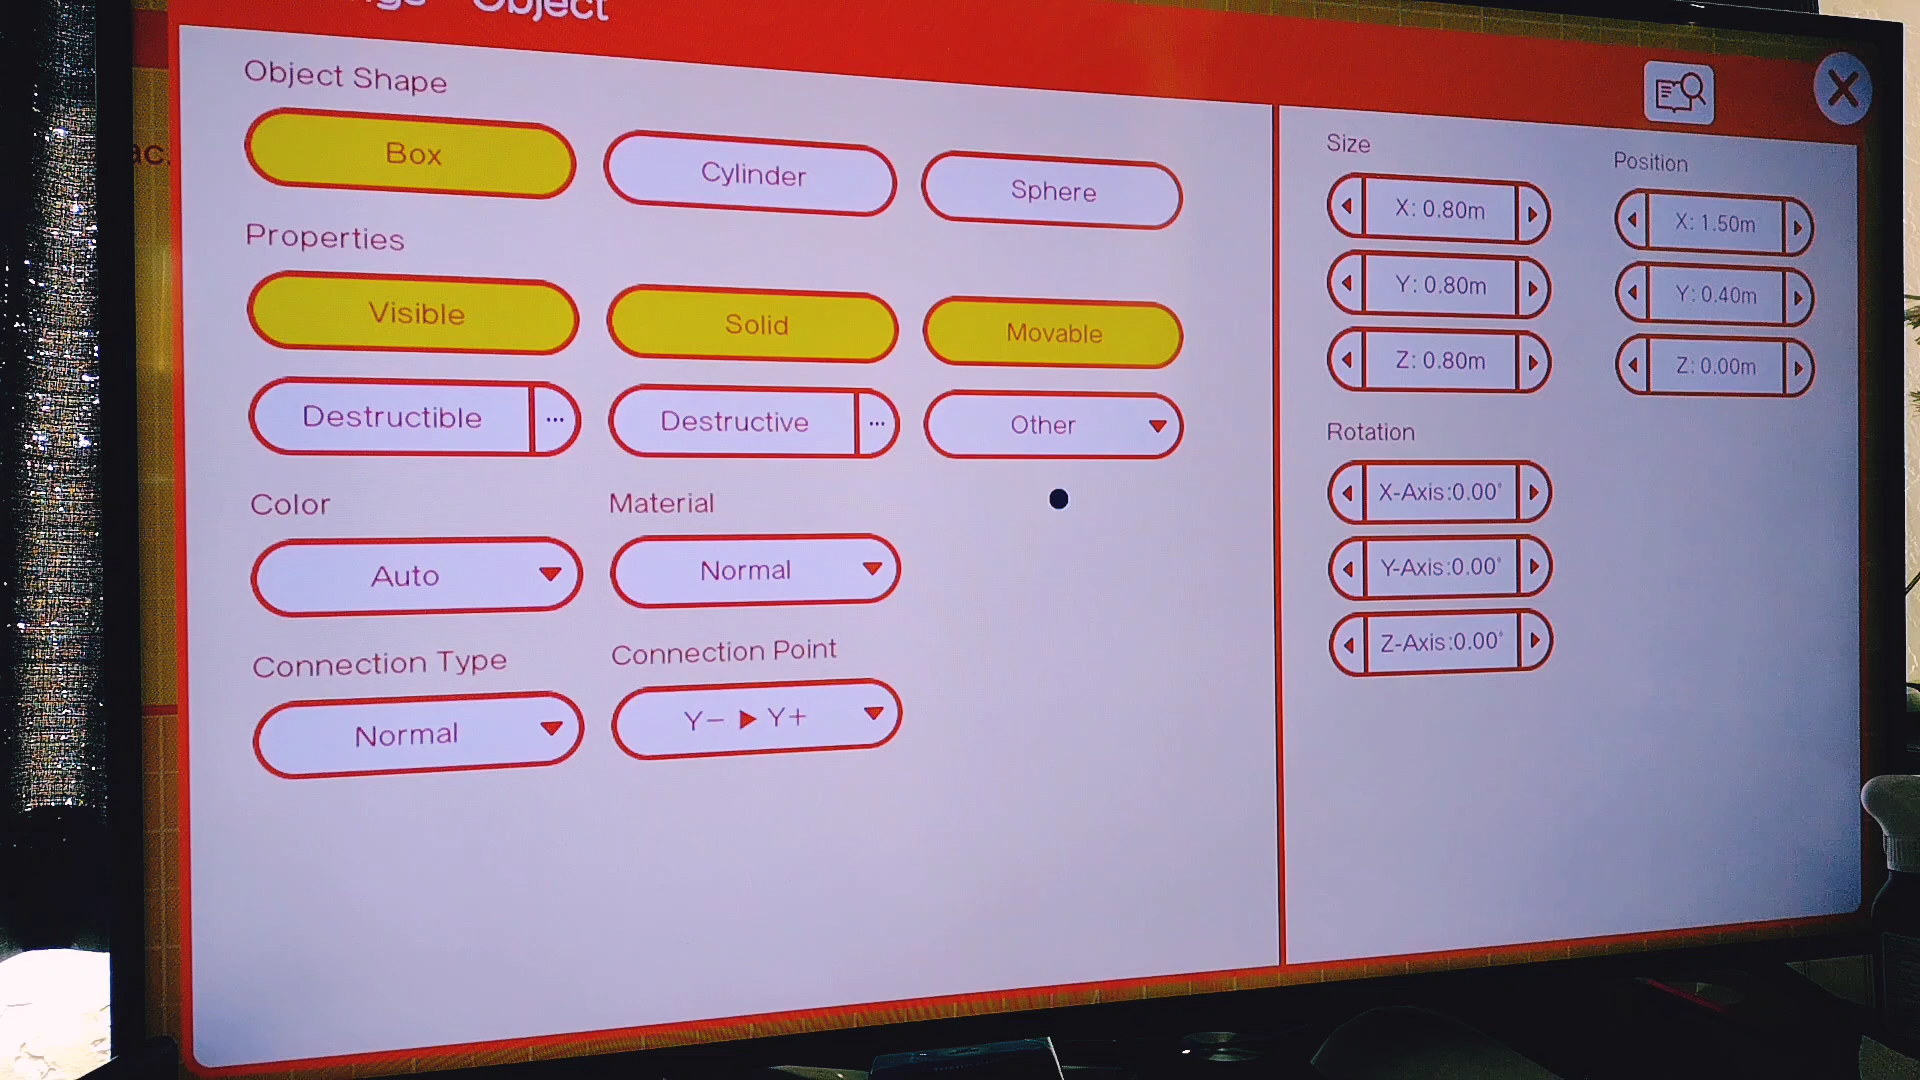 Object
Object Shape
Box
Cylinder
Sphere
Properties
Visible
Solid
Movable
Destructible
...
Destructive
...
Other
Color
Material
Auto
Normal
Connection Type
Connection Point
Normal
Y− ▶ Y+
Size
X: 0.80m
Y: 0.80m
Z: 0.80m
Position
X: 1.50m
Y: 0.40m
Z: 0.00m
Rotation
X-Axis:0.00°
Y-Axis:0.00°
Z-Axis:0.00°